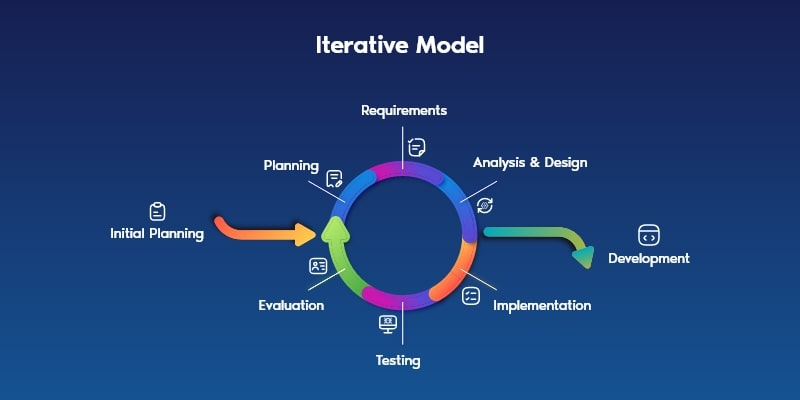 Iterative Model
Requirements
Planning
Analysis & Design
Initial Planning
Development
Evaluation
Implementation
Testing